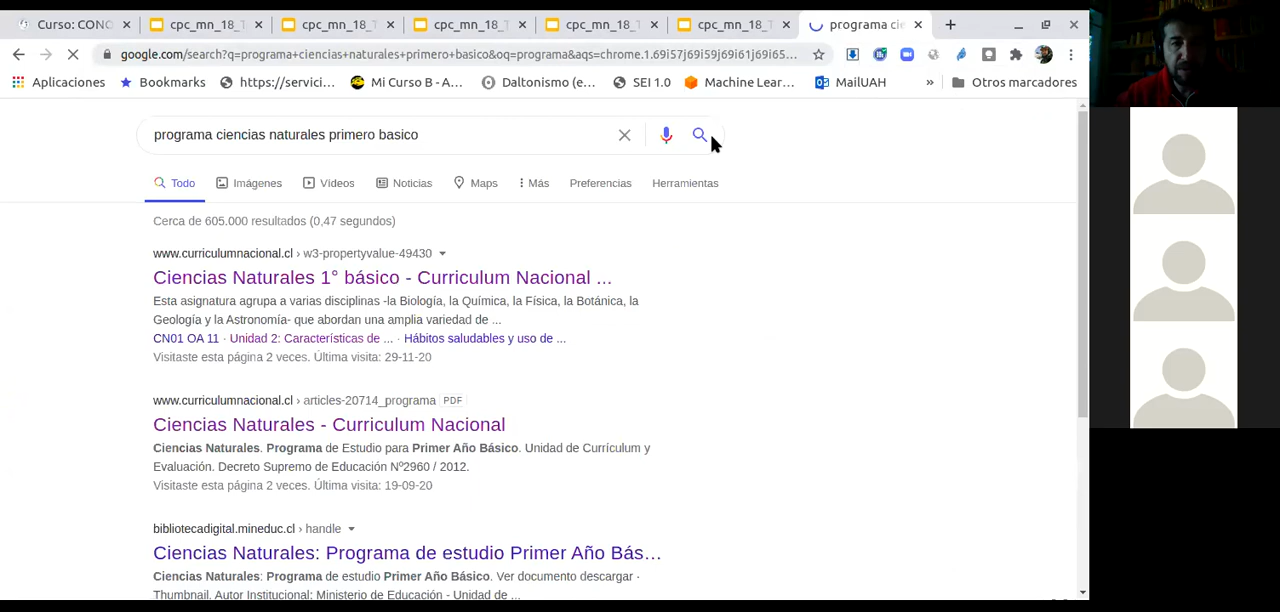 Curso: CONO
cpc_mn_18_T
cpc_mn_18_T
cpc_mn_18_T
cpc_mn_18_T
cpc_mn_18_T
programa cie
google.com/search?q=programa+ciencias+naturales+primero+basico&oq=programa&aqs=chrome.1.69i57j69i59j69i61j69i65...
Aplicaciones
Bookmarks
https://servici...
Mi Curso B - A...
Daltonismo (e...
SEI 1.0
Machine Lear...
MailUAH
»
Otros marcadores
programa ciencias naturales primero basico
Todo
Imágenes
Vídeos
Noticias
Maps
Más
Preferencias
Herramientas
Cerca de 605.000 resultados (0,47 segundos)
www.curriculumnacional.cl › w3-propertyvalue-49430
Ciencias Naturales 1° básico - Curriculum Nacional ...
Esta asignatura agrupa a varias disciplinas -la Biología, la Química, la Física, la Botánica, la
Geología y la Astronomía- que abordan una amplia variedad de ...
CN01 OA 11 · Unidad 2: Características de ... · Hábitos saludables y uso de ...
Visitaste esta página 2 veces. Última visita: 29-11-20
www.curriculumnacional.cl › articles-20714_programa PDF
Ciencias Naturales - Curriculum Nacional
Ciencias Naturales. Programa de Estudio para Primer Año Básico. Unidad de Currículum y
Evaluación. Decreto Supremo de Educación Nº2960 / 2012.
Visitaste esta página 2 veces. Última visita: 19-09-20
bibliotecadigital.mineduc.cl › handle
Ciencias Naturales: Programa de estudio Primer Año Bás...
Ciencias Naturales: Programa de estudio Primer Año Básico. Ver documento descargar ·
Thumbnail. Autor Institucional: Ministerio de Educación - Unidad de ...